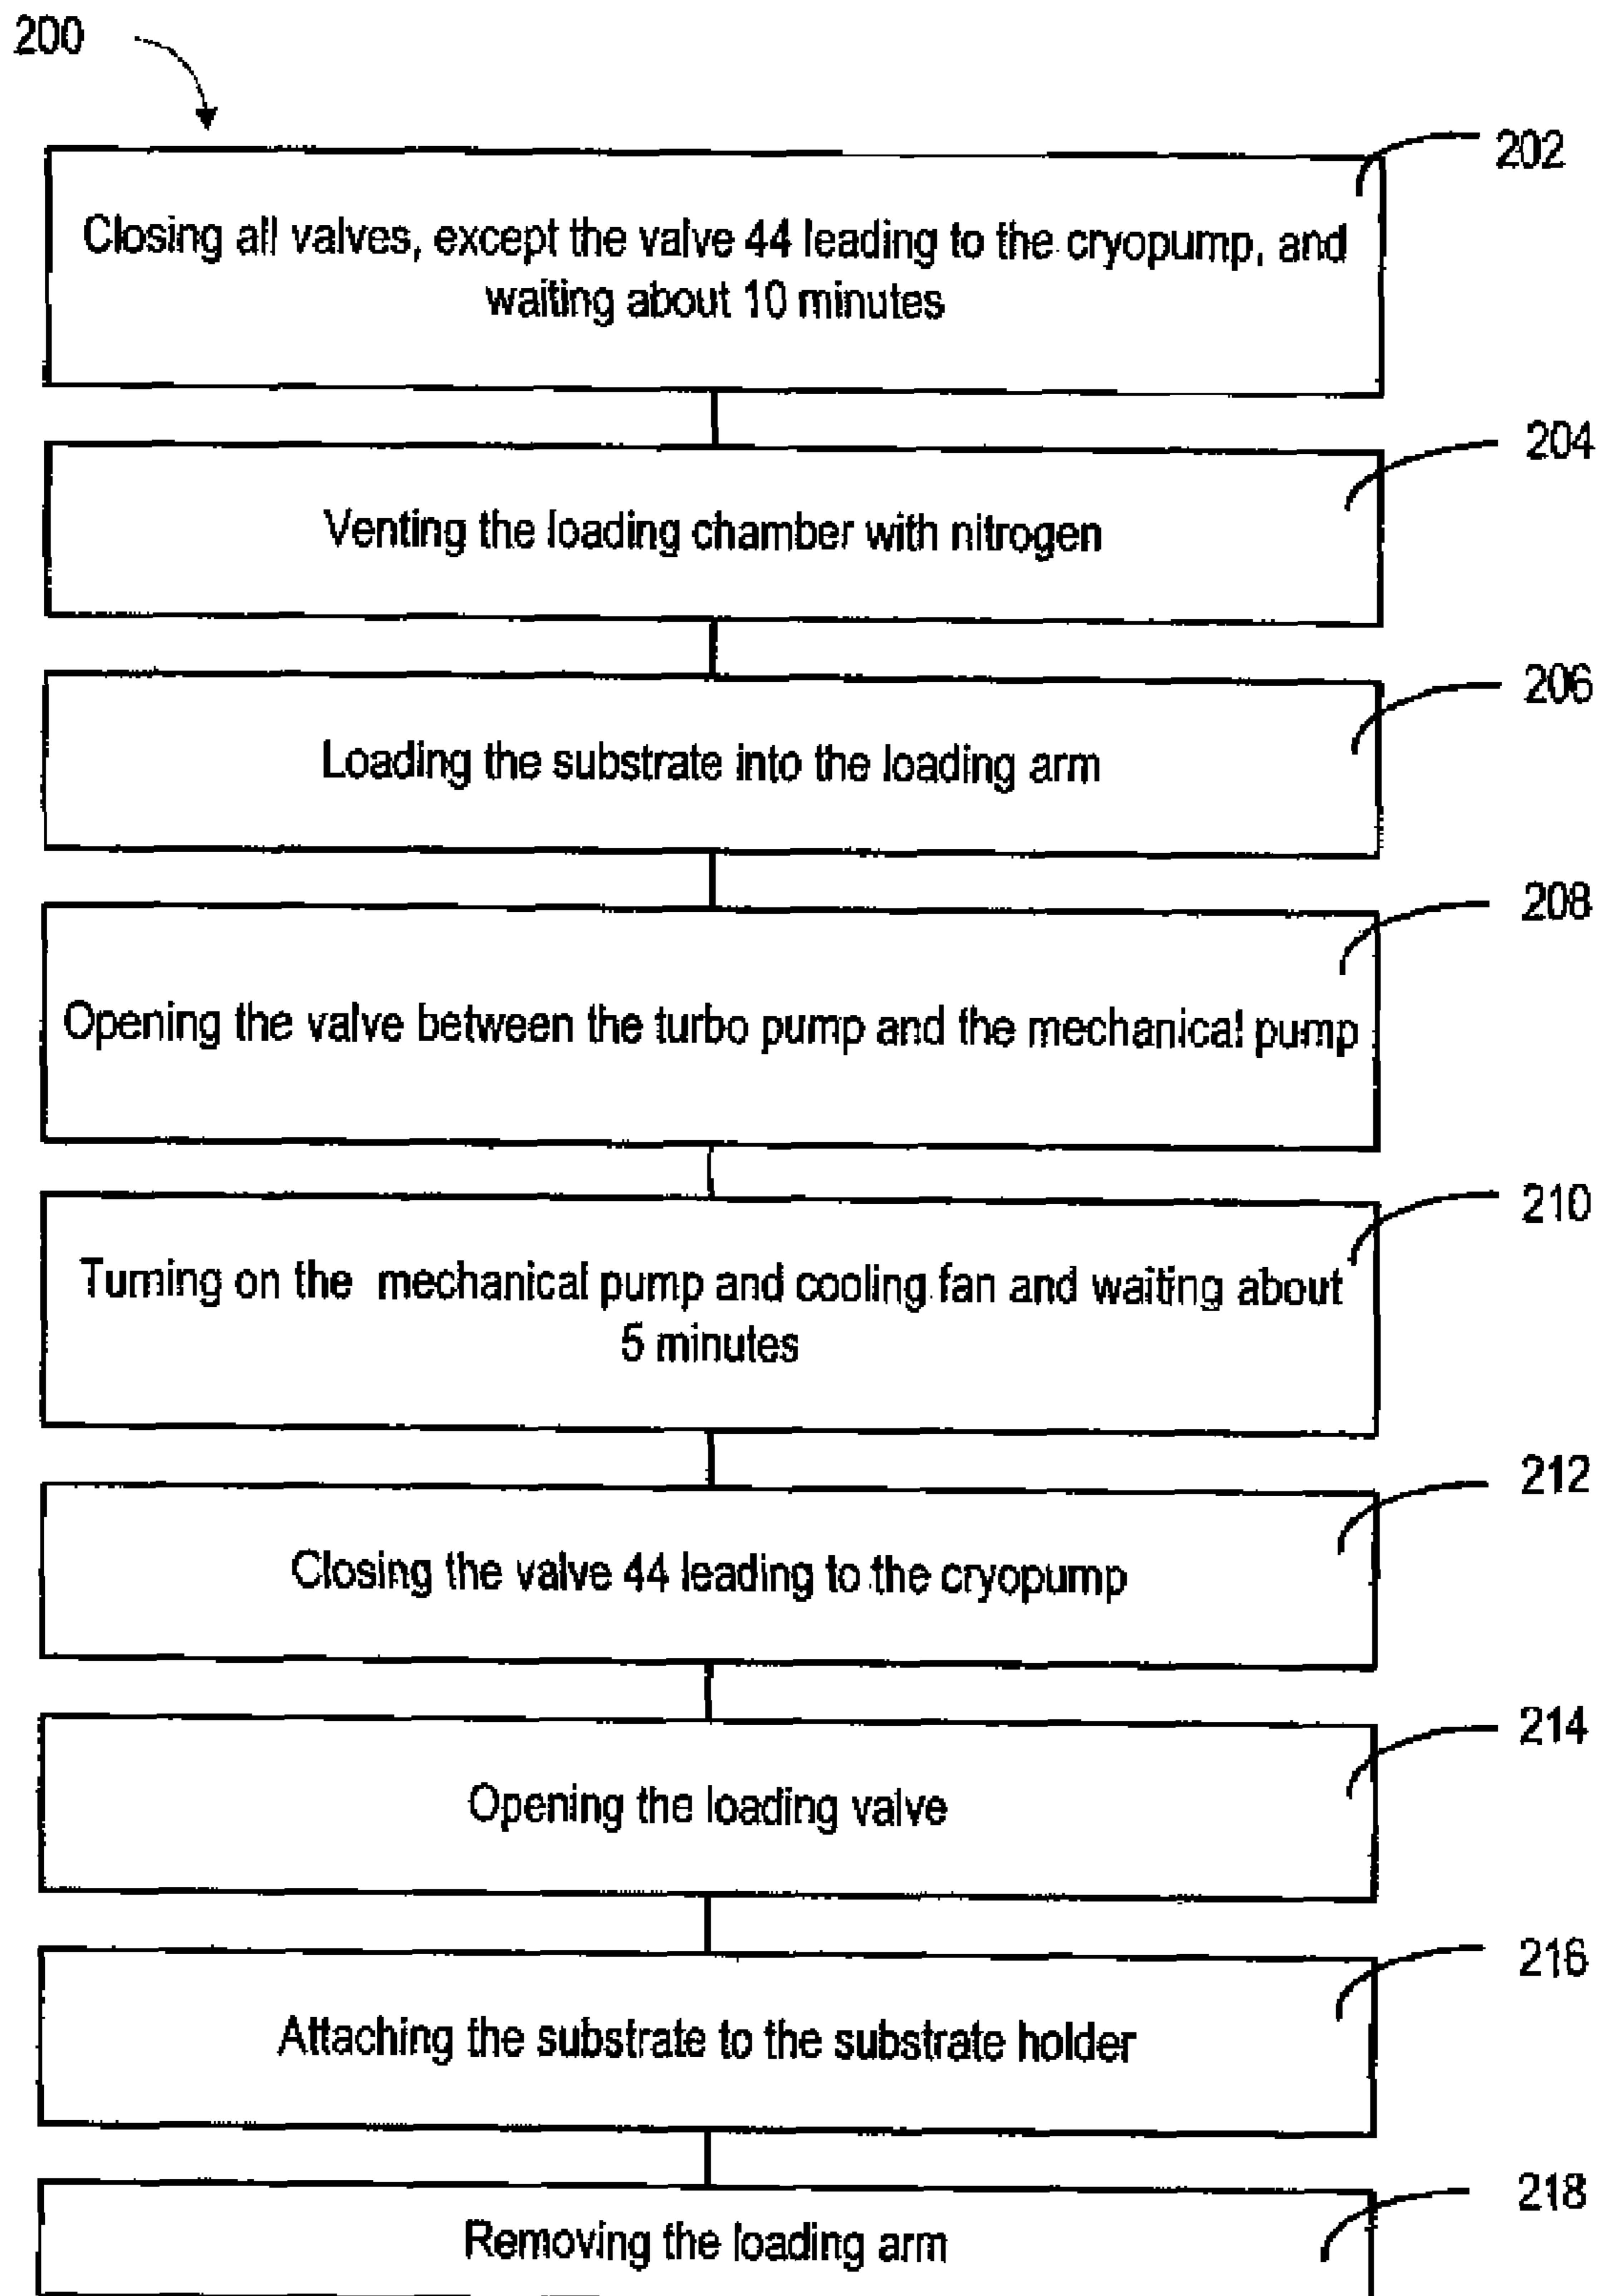 200
202
Closing all valves, except the valve 44 leading to the cryopump, and
waiting about 10 minutes
204
Venting the loading chamber with nitrogen
206
Loading the substrate into the loading arm
208
Opening the valve between the turbo pump and the mechanical pump
210
Turning on the mechanical pump and cooling fan and waiting about
5 minutes
212
Closing the valve 44 leading to the cryopump
214
Opening the loading valve
216
Attaching the substrate to the substrate holder
218
Removing the loading arm